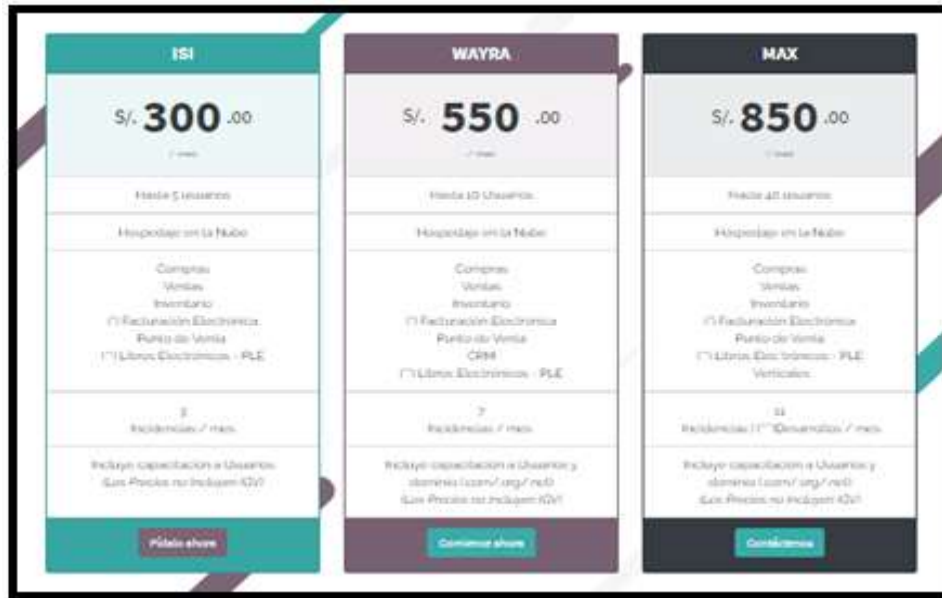 ISI
S/. 300 .00
/ mes
Hasta 5 usuarios
Hospedaje en la Nube
Compras
Ventas
Inventario
(*) Facturación Electrónica
Punto de Venta
(**) Libros Electrónicos - PLE
Incidencias / mes
Incluye capacitación a Usuarios
(Los Precios no Incluyen IGV)
Pídelo ahora
WAYRA
S/. 550 .00
/ mes
Hasta 10 Usuarios
Hospedaje en la Nube
Compras
Ventas
Inventario
(*) Facturación Electrónica
Punto de Venta
CRM
(**) Libros Electrónicos - PLE
7
Incidencias / mes
Incluye capacitación a Usuarios y
dominio (.com/.org/.net)
(Los Precios no Incluyen IGV)
Comience ahora
MAX
S/. 850 .00
/ mes
Hasta 40 usuarios
Hospedaje en la Nube
Compras
Ventas
Inventario
(*) Facturación Electrónica
Punto de Venta
(**) Libros Electrónicos - PLE
Verticales
Incidencias / (***)Desarrollos / mes
Incluye capacitación a Usuarios y
dominio (.com/.org/.net)
(Los Precios no Incluyen IGV)
Contáctenos